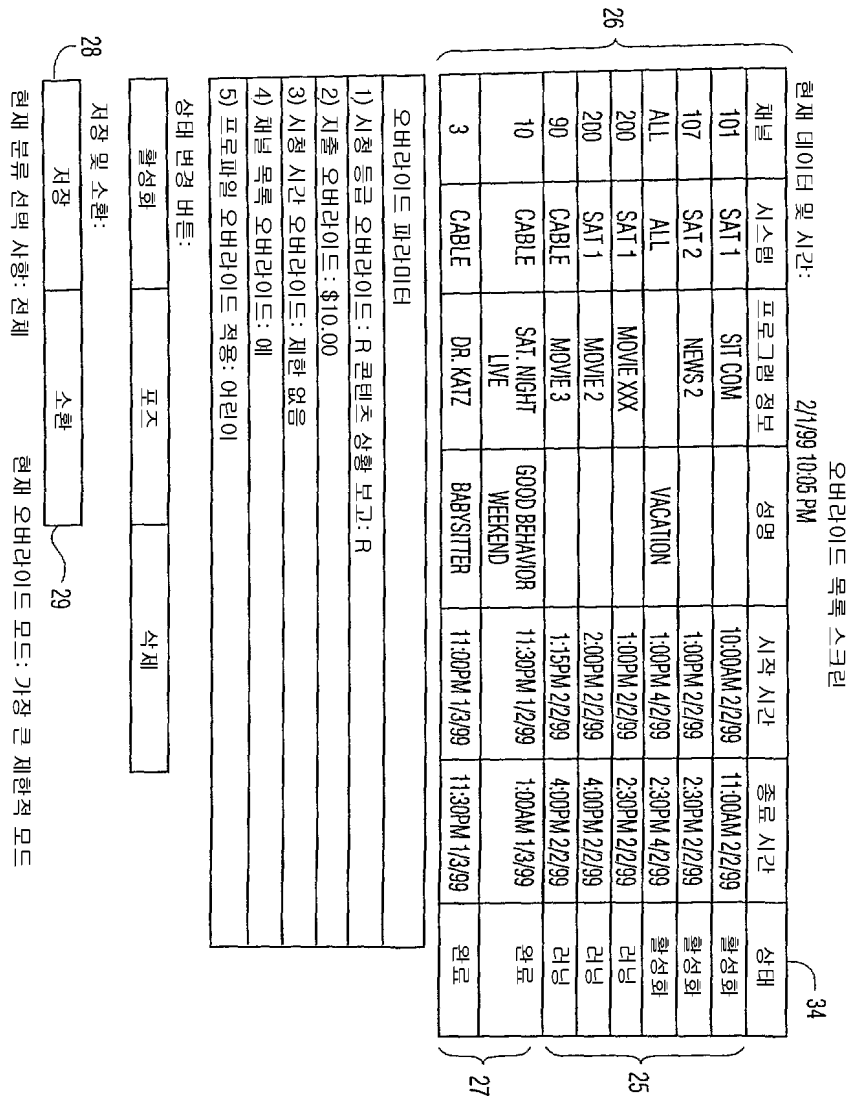 오버라이드 목록 스크린
현재 데이터 및 시간: 2/1/99 10:05 PM
34
채널 시스템 프로그램 정보 성명 시작 시간 종료 시간 상태
101 SAT 1 SIT COM 10:00AM 2/2/99 11:00AM 2/2/99 활성화
107 SAT 2 NEWS 2 1:00PM 2/2/99 2:30PM 2/2/99 활성화
ALL ALL VACATION 1:00PM 4/2/99 2:30PM 4/2/99 활성화
200 SAT 1 MOVIE XXX 1:00PM 2/2/99 2:30PM 2/2/99 러닝
200 SAT 1 MOVIE 2 2:00PM 2/2/99 4:00PM 2/2/99 러닝
90 CABLE MOVIE 3 1:15PM 2/2/99 4:00PM 2/2/99 러닝
10 CABLE SAT. NIGHT LIVE GOOD BEHAVIOR WEEKEND 11:30PM 1/2/99 1:00AM 1/3/99 완료
3 CABLE DR. KATZ BABYSITTER 11:00PM 1/3/99 11:30PM 1/3/99 완료
26
25
27
오버라이드 파라미터
1) 시청 등급 오버라이드: R 콘텐츠 상황 보고: R
2) 지출 오버라이드: $10.00
3) 시청 시간 오버라이드: 제한 없음
4) 채널 목록 오버라이드: 예
5) 프로파일 오버라이드 적용: 어린이
상태 변경 버튼:
활성화 포즈 삭제
저장 및 소환:
28
저장 소환
29
현재 분류 선택 사항: 전체 현재 오버라이드 모드: 가장 큰 제한적 모드